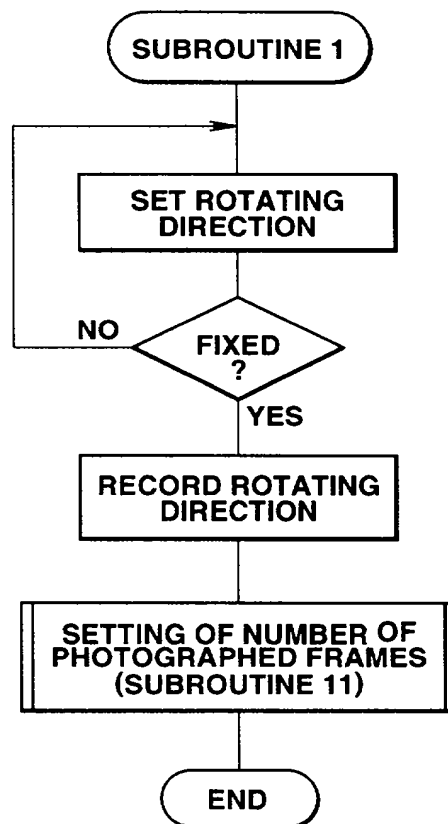 SUBROUTINE 1
SET ROTATING
DIRECTION
NO
FIXED
?
YES
RECORD ROTATING
DIRECTION
SETTING OF NUMBER OF
PHOTOGRAPHED FRAMES
(SUBROUTINE 11)
END